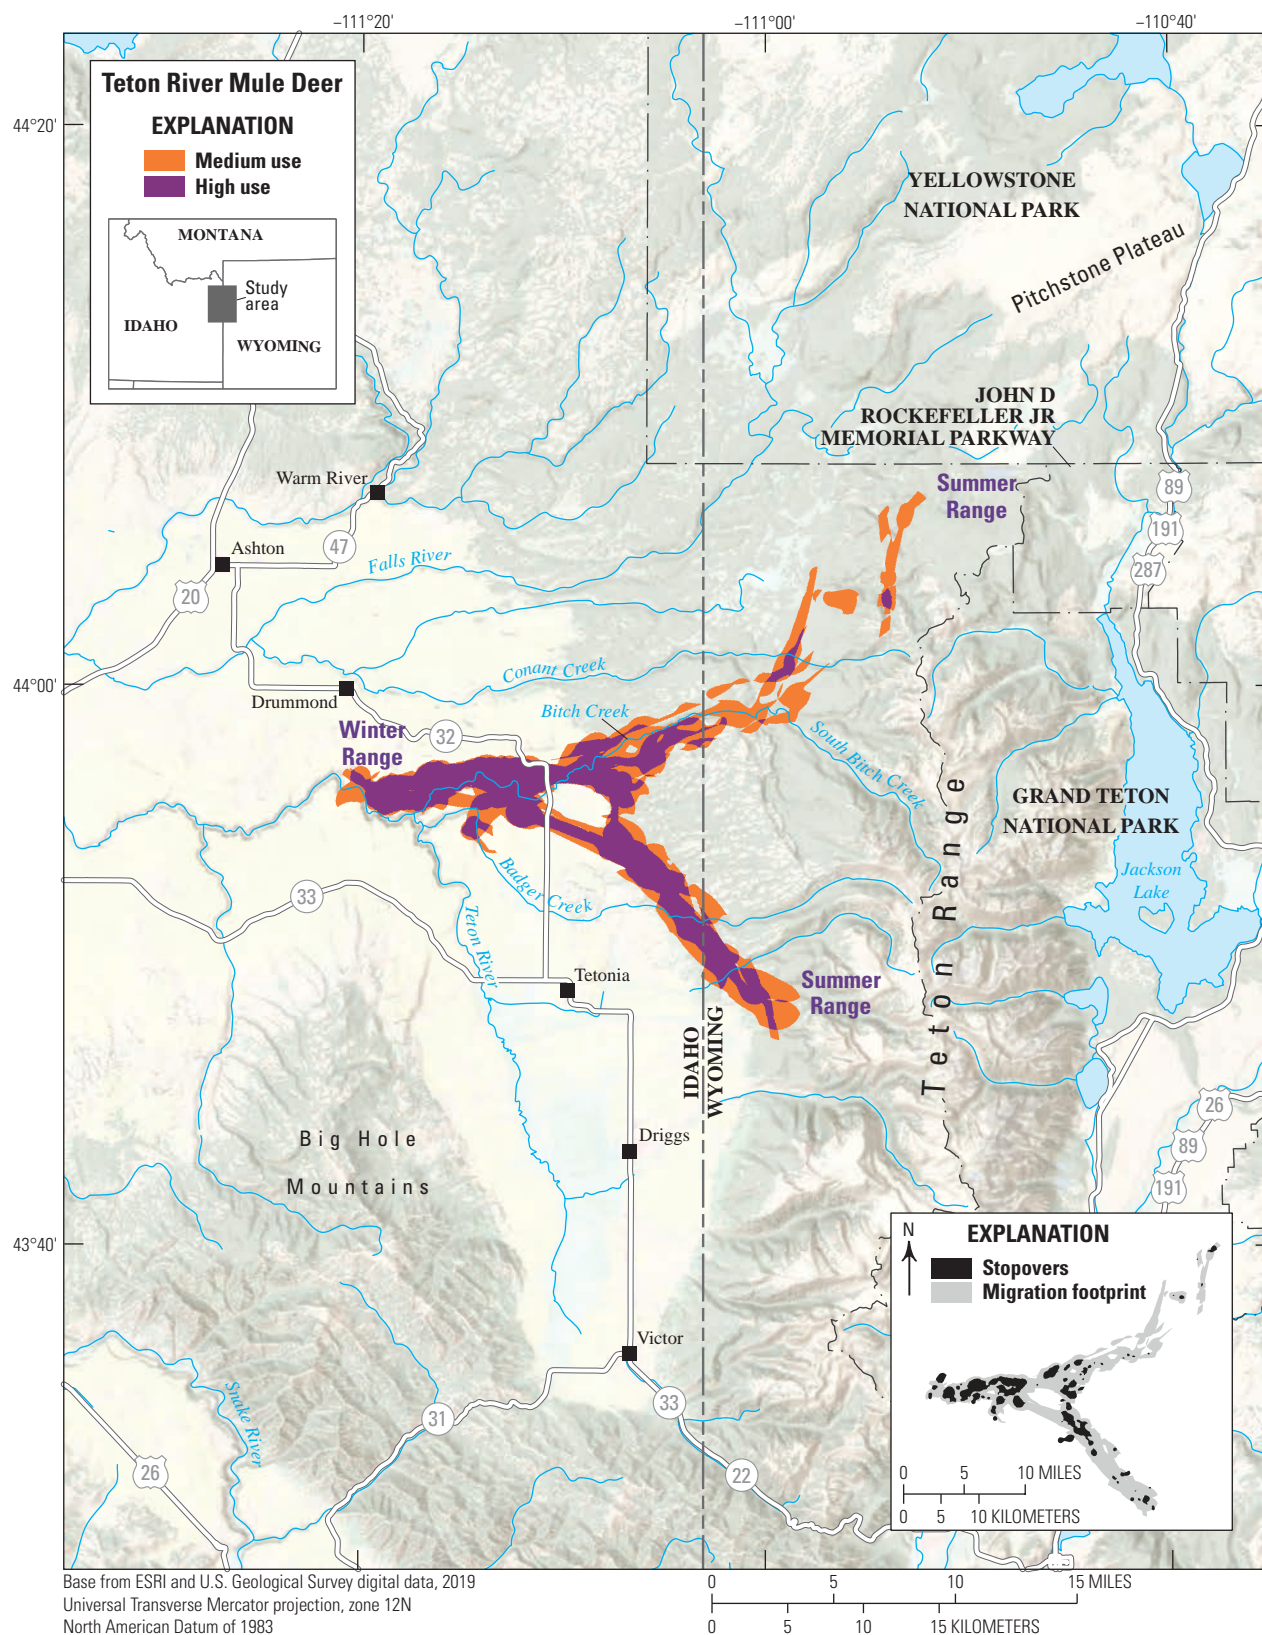 −111°20'
−111°00'
−110°40'
44°20'
44°00'
43°40'
Teton River Mule Deer
EXPLANATION
Medium use
High use
MONTANA
Study
area
IDAHO
WYOMING
YELLOWSTONE
NATIONAL PARK
Pitchstone Plateau
JOHN D
ROCKEFELLER JR
MEMORIAL PARKWAY
Warm River
Summer
Range
89
191
287
Ashton
47
Falls River
20
Conant Creek
Drummond
Bitch Creek
Winter
Range
32
South Bitch Creek
GRAND TETON
NATIONAL PARK
Teton Range
Jackson
Lake
33
Badger Creek
Teton River
Tetonia
Summer
Range
IDAHO
WYOMING
26
89
191
Driggs
Big Hole
Mountains
Victor
33
Snake River
31
26
22
N
EXPLANATION
Stopovers
Migration footprint
0 5 10 MILES
0 5 10 KILOMETERS
Base from ESRI and U.S. Geological Survey digital data, 2019
Universal Transverse Mercator projection, zone 12N
North American Datum of 1983
0 5 10 15 MILES
0 5 10 15 KILOMETERS